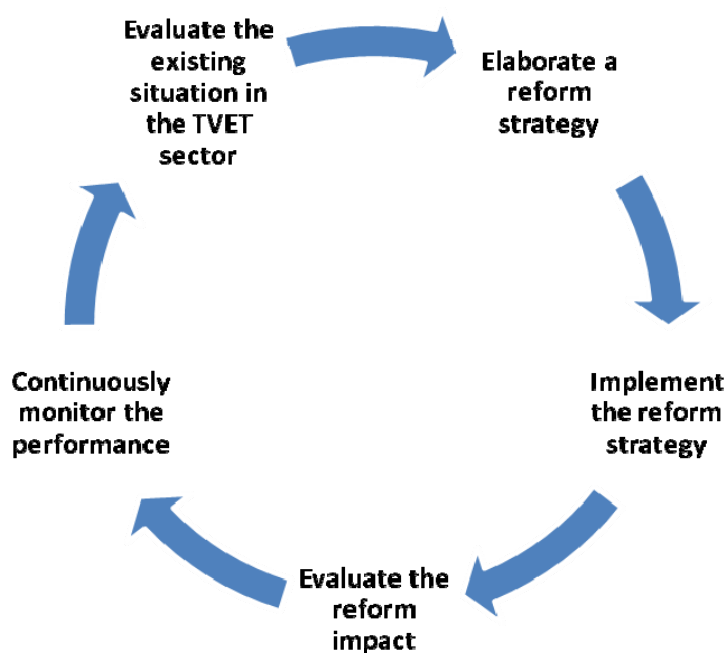 Evaluate the
existing
situation in
the TVET
sector
Elaborate a
reform
strategy
Implement
the reform
strategy
Evaluate the
reform
impact
Continuously
monitor the
performance